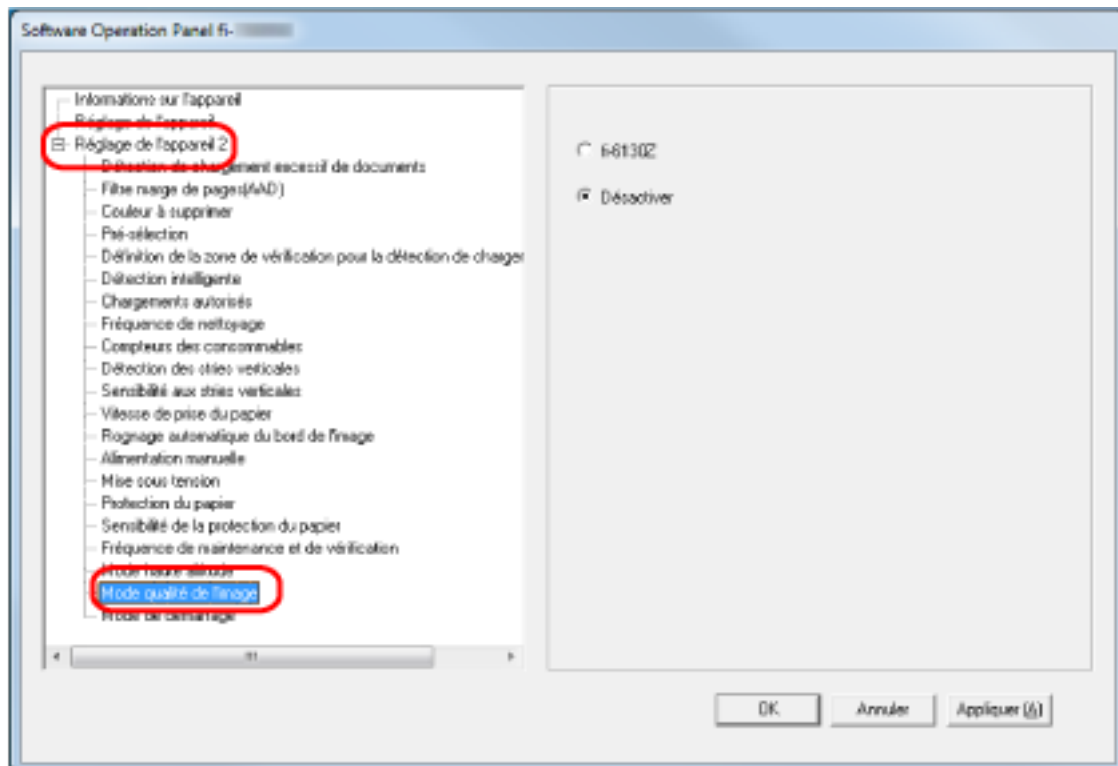 Software Operation Panel fi-
Informations sur l'appareil
Réglage de l'appareil
Réglage de l'appareil 2
Détection de chargement excessif de documents
Filtre marge de pages(AAD)
Couleur à supprimer
Pré-sélection
Définition de la zone de vérification pour la détection de charger
Détection intelligente
Chargements autorisés
Fréquence de nettoyage
Compteurs des consommables
Détection des stries verticales
Sensibilité aux stries verticales
Vitesse de prise du papier
Rognage automatique du bord de l'image
Alimentation manuelle
Mise sous tension
Protection du papier
Sensibilité de la protection du papier
Fréquence de maintenance et de vérification
Mode haute altitude
Mode qualité de l'image
Mode de démarrage
fi-6130Z
Désactiver
OK
Annuler
Appliquer (A)